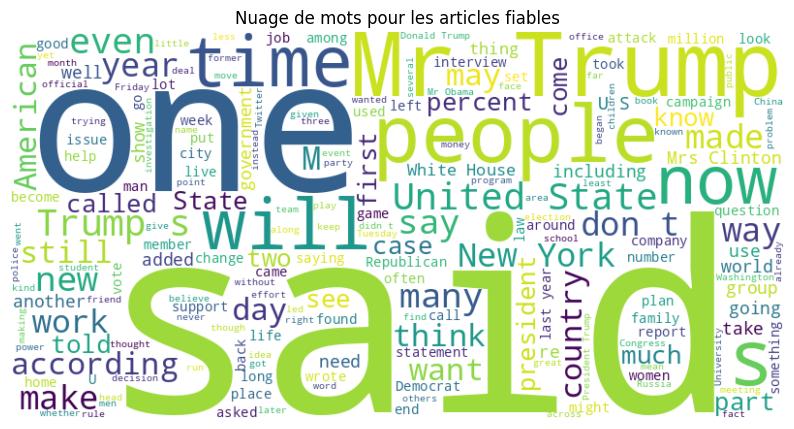 Nuage de mots pour les articles fiables
one
said
Mr Trump
people
time
will
now
s
even
year
American
good
well
official
month
yet
little
less
former
job
lot
deal
move
among
office
Donald Trump
several
Mr Obama
attack
thing
million
set
look
public
interview
may
come
took
face
far
China
wanted
given
three
percent
left
used
U S
children
book
known
campaign
problem
know
made
Mrs Clinton
Friday
trying
one
issue
help
show
go
put
week
city
live
government
investigation
name
Twitter
instead
M
event
party
first
money
White House
including
began
program
area
least
become
man
point
called
State
United State
Trump s
say
don t
way
question
law
game
team
play
give
along
keep
didn t
Tuesday
case
New York
around
election
school
company
number
use
world
Washington
already
police
went
kind
still
member
added
change
two
saying
came
Republican
often
new
student
vote
friend
another
work
day
see
many
president
last year
country
group
going
plan
family
report
much
take
something
think
call
find
statement
want
re
Congress
mean
Russia
women
University
part
meeting
fact
told
according
make
home
power
thought
making
U
decision
long
place
asked
later
whether
rule
men
head
run
idea
got
word
wrote
need
life
found
back
support
believe
never
though
without
effort
led
right
Democrat
others
end
might
great
across
President Trump